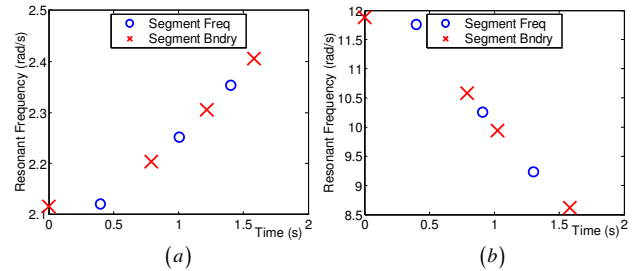 2.5
Segment Freq
Segment Bndry
2.4
2.3
2.2
2.1
Resonant Frequency (rad/s)
0
0.5
1
1.5
2
Time (s)
(a)
12
Segment Freq
Segment Bndry
11.5
11
10.5
10
9.5
9
8.5
Resonant Frequency (rad/s)
0
0.5
1
1.5
2
Time (s)
(b)